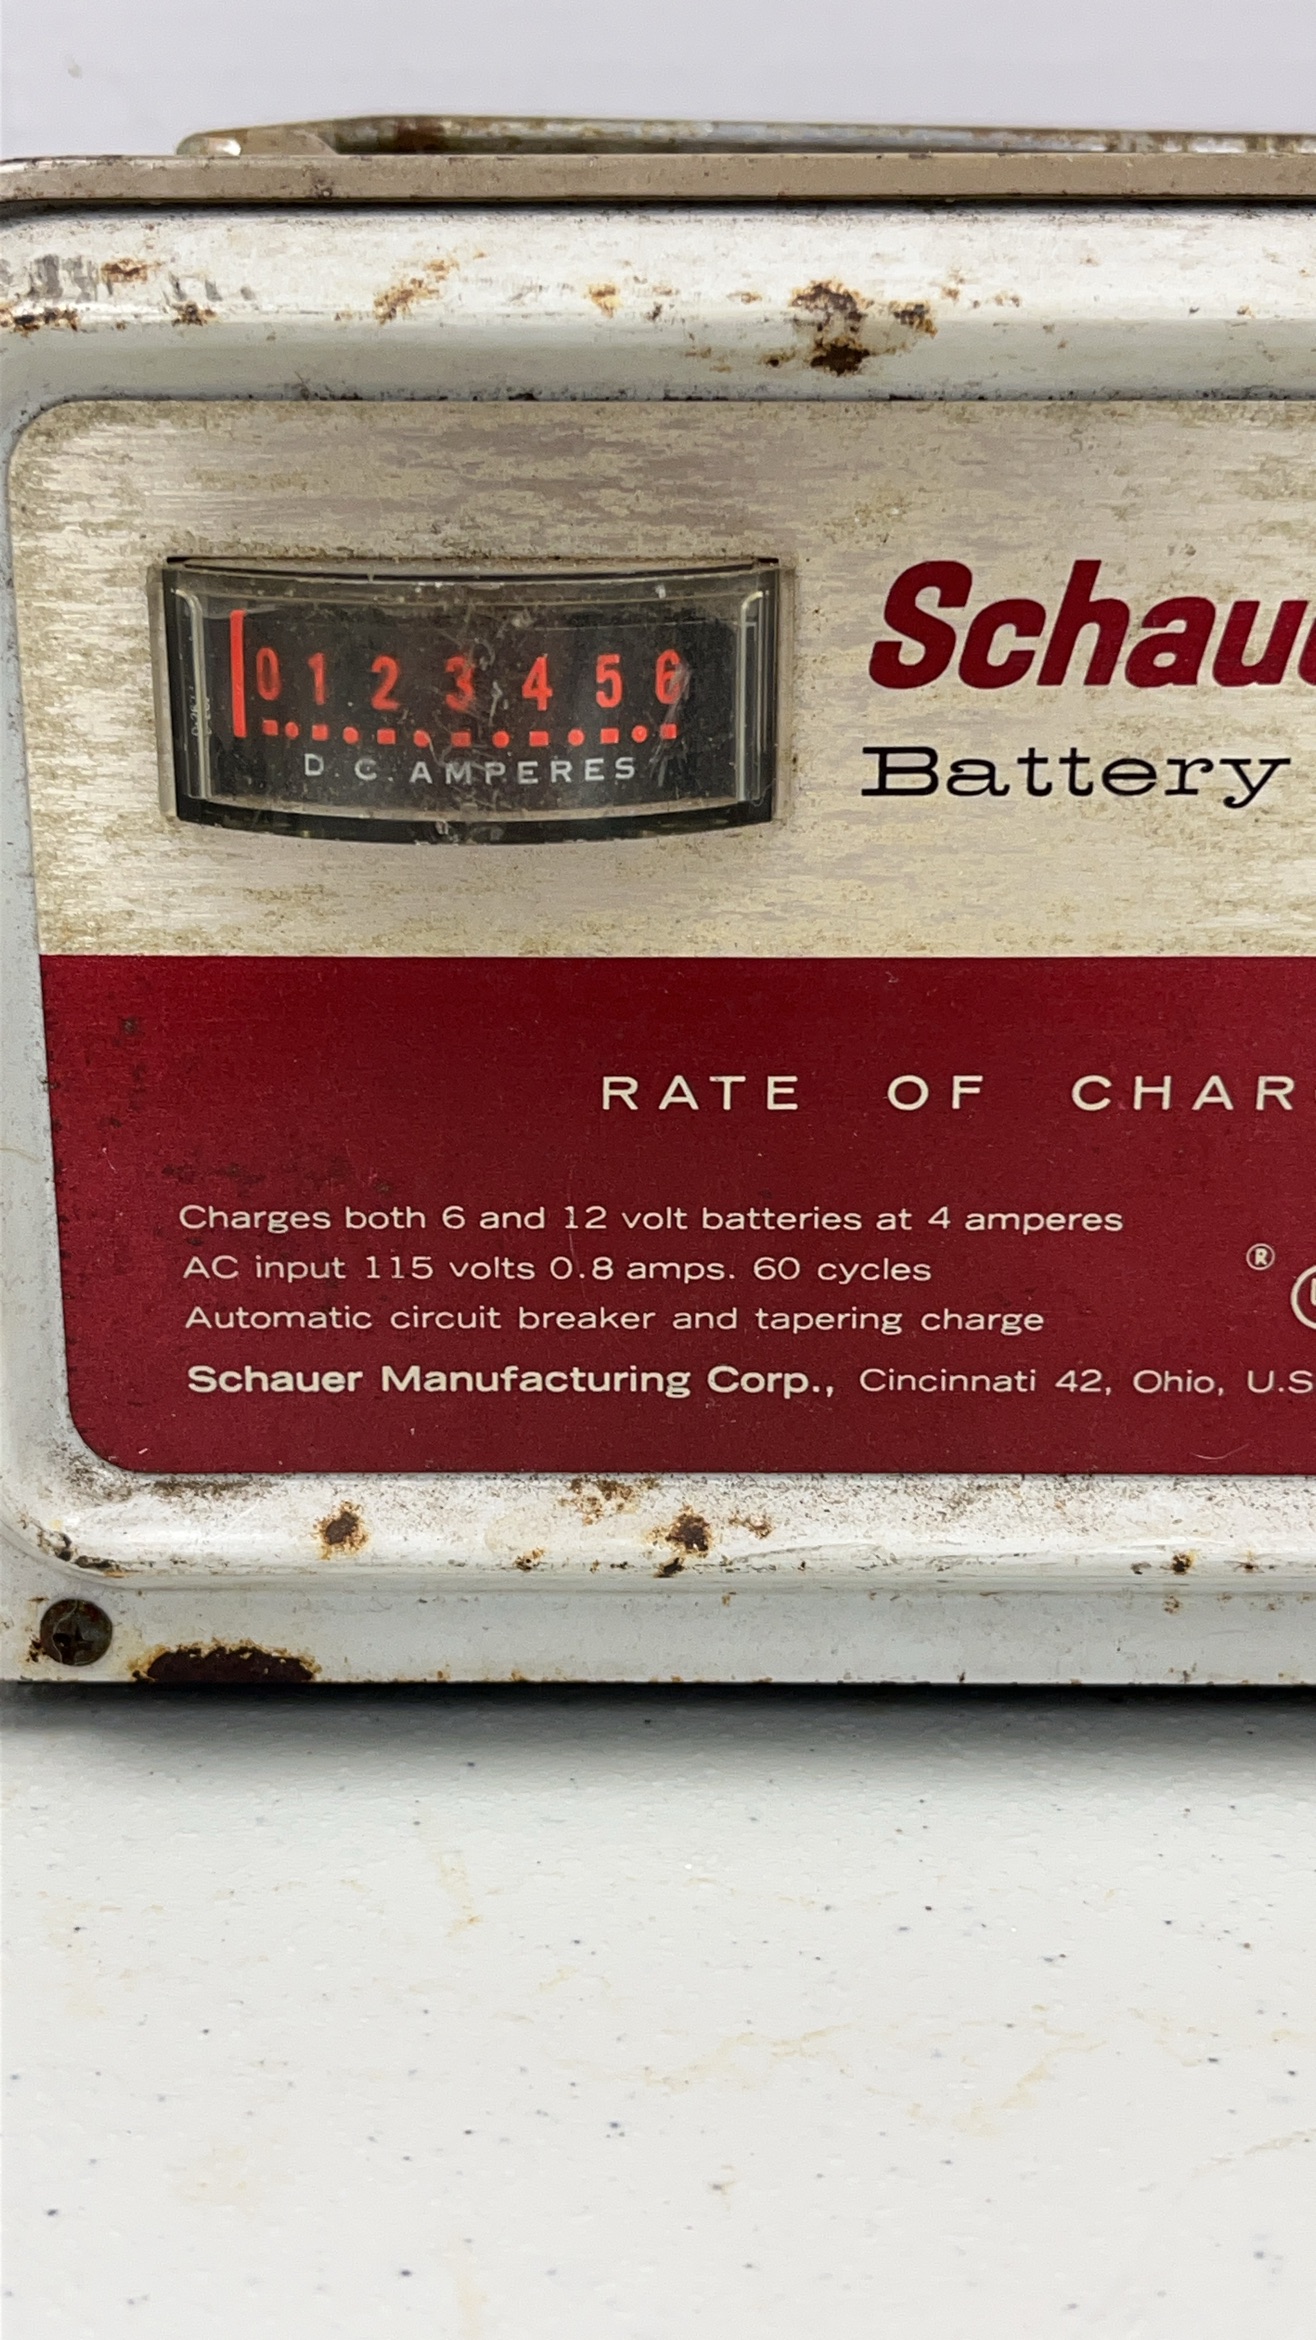 0 1 2 3 4 5 6
D.C. AMPERES
Schaue
Battery
RATE OF CHAR
Charges both 6 and 12 volt batteries at 4 amperes
AC input 115 volts 0.8 amps. 60 cycles
®
Automatic circuit breaker and tapering charge
Schauer Manufacturing Corp., Cincinnati 42, Ohio, U.S